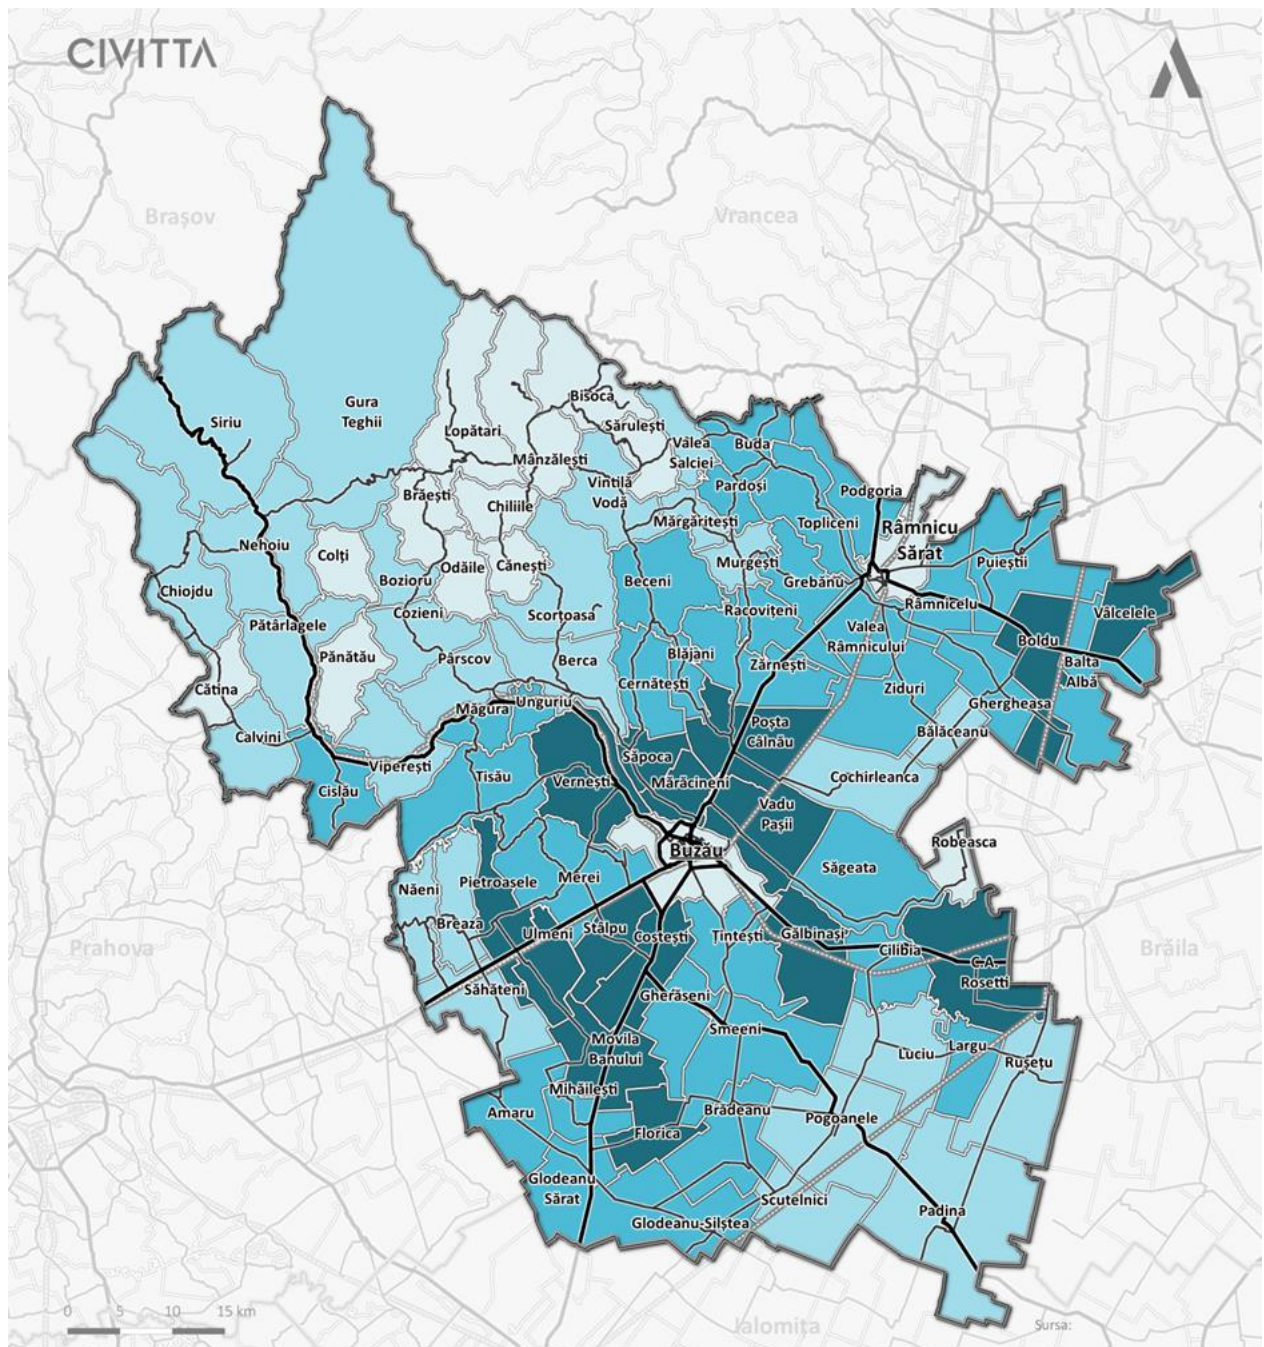 CIVITTA
Brașov
Vrancea
Gura
Teghii
Siriu
Bisoca
Lopătari
Sărulești
Buda
Valea
Salciei
Mânzălești
Vintilă
Vodă
Pardoși
Podgoria
Brăești
Chiliile
Mărgăritești
Topliceni
Râmnicu
Sărat
Nehoiu
Colți
Odăile
Cănești
Murgești
Puieștii
Chiojdu
Bozioru
Beceni
Grebănu
Cozieni
Scorțoasa
Racovițeni
Râmnicelu
Vâlcelele
Pătârlagele
Valea
Râmnicului
Boldu
Pănătău
Pârscov
Berca
Blăjani
Zărnești
Balta
Albă
Cătina
Cernătești
Ziduri
Măgura
Unguriu
Ghergheasa
Calvini
Poșta
Câlnău
Bălăceanu
Viperești
Săpoca
Tisău
Vernești
Mărăcineni
Cochirleanca
Cislău
Vadu
Pașii
Buzău
Robeasca
Năeni
Pietroasele
Merei
Săgeata
Breaza
Ulmeni
Stâlpu
Costești
Țintești
Gălbinași
Cilibia
Prahova
Brăila
C.A.
Rosetti
Săhăteni
Gherăseni
Smeeni
Movila
Banului
Luciu
Largu
Rușețu
Mihăilești
Amaru
Brădeanu
Pogoanele
Florica
Glodeanu
Sărat
Scutelnici
Padina
Glodeanu-Siliștea
0 5 10 15 km
Ialomița
Sursa: